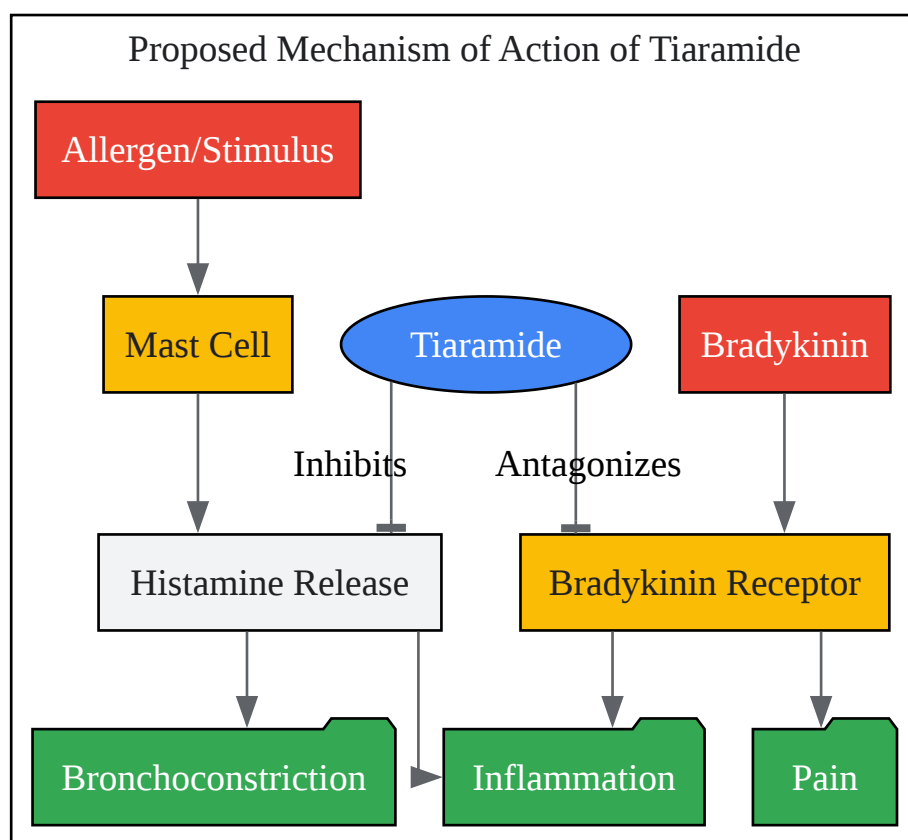 Proposed Mechanism of Action of Tiaramide
Allergen/Stimulus
Mast Cell
Tiaramide
Bradykinin
Inhibits
Antagonizes
Histamine Release
Bradykinin Receptor
Bronchoconstriction
Inflammation
Pain